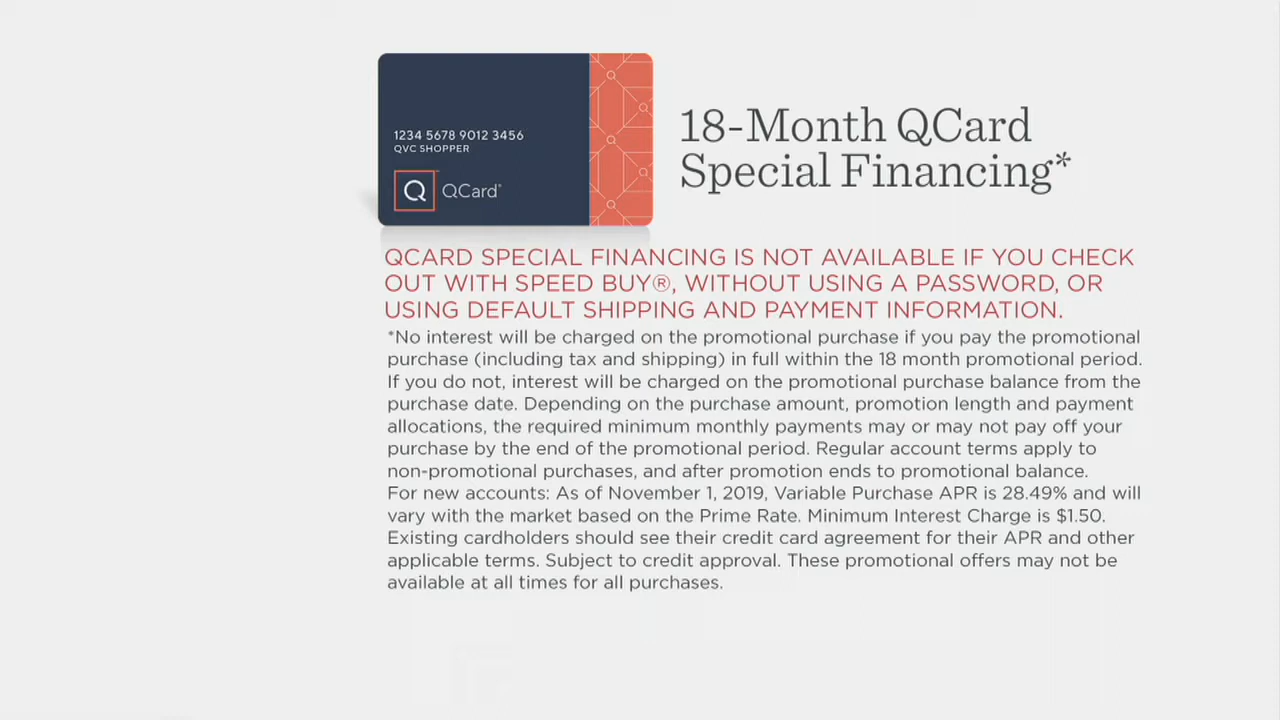 1234 5678 9012 3456
QVC SHOPPER
Q QCard®
18-Month QCard
Special Financing*
QCARD SPECIAL FINANCING IS NOT AVAILABLE IF YOU CHECK
OUT WITH SPEED BUY®, WITHOUT USING A PASSWORD, OR
USING DEFAULT SHIPPING AND PAYMENT INFORMATION.
*No interest will be charged on the promotional purchase if you pay the promotional
purchase (including tax and shipping) in full within the 18 month promotional period.
If you do not, interest will be charged on the promotional purchase balance from the
purchase date. Depending on the purchase amount, promotion length and payment
allocations, the required minimum monthly payments may or may not pay off your
purchase by the end of the promotional period. Regular account terms apply to
non-promotional purchases, and after promotion ends to promotional balance.
For new accounts: As of November 1, 2019, Variable Purchase APR is 28.49% and will
vary with the market based on the Prime Rate. Minimum Interest Charge is $1.50.
Existing cardholders should see their credit card agreement for their APR and other
applicable terms. Subject to credit approval. These promotional offers may not be
available at all times for all purchases.